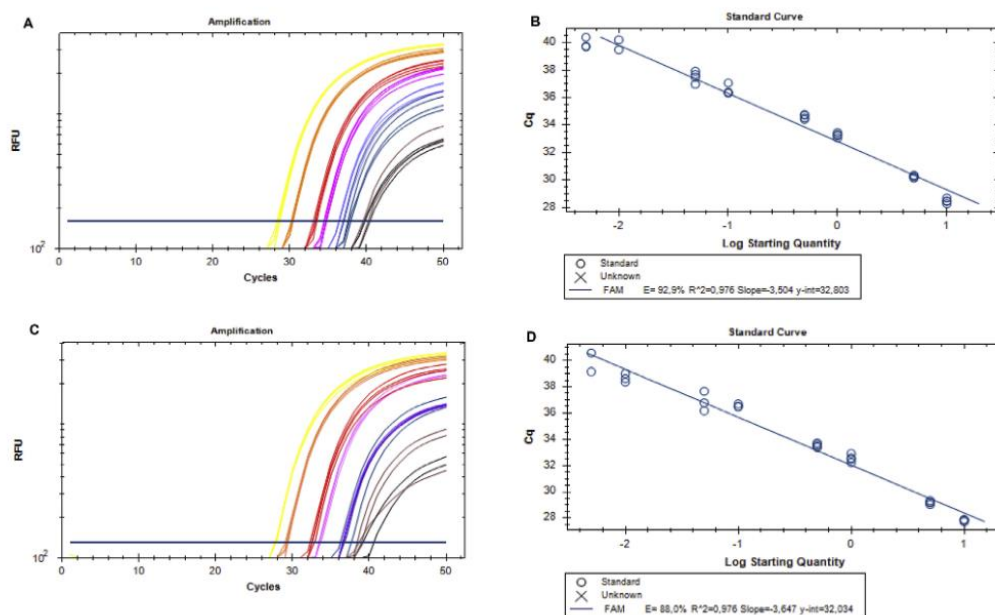 A
Amplification
RFU
10^2
0 10 20 30 40 50
Cycles
B
Standard Curve
Cq
40
38
36
34
32
30
28
-2 -1 0 1
Log Starting Quantity
Standard
Unknown
FAM E= 92,9% R^2=0,976 Slope=-3,504 y-int=32,803
C
Amplification
RFU
10^2
0 10 20 30 40 50
Cycles
D
Standard Curve
Cq
40
38
36
34
32
30
28
-2 -1 0 1
Log Starting Quantity
Standard
Unknown
FAM E= 88,0% R^2=0,976 Slope=-3,647 y-int=32,034